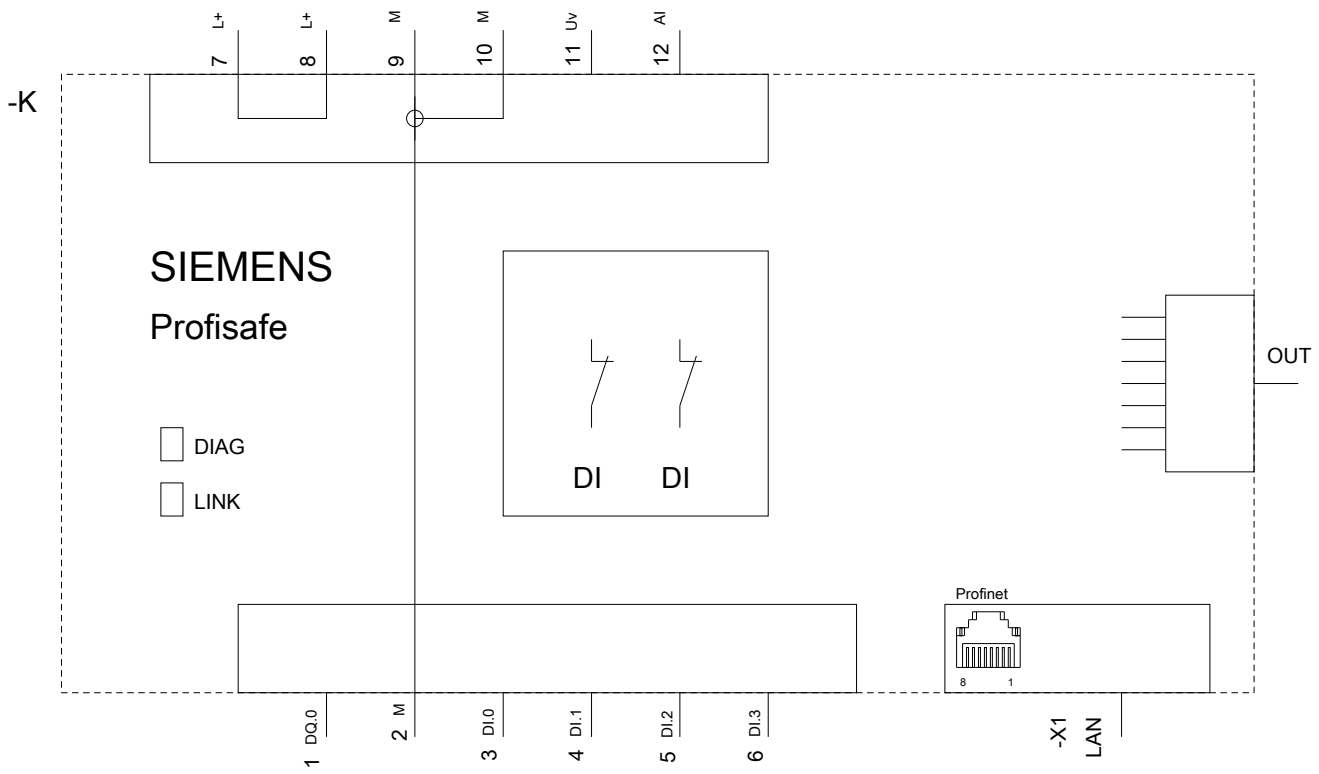 L+ L+ M M Uv AI
7 8 9 10 11 12
-K
SIEMENS
Profisafe
OUT
DIAG
DI DI
LINK
Profinet
8 1
DQ.0 M DI.0 DI.1 DI.2 DI.3
1 2 3 4 5 6
-X1
LAN